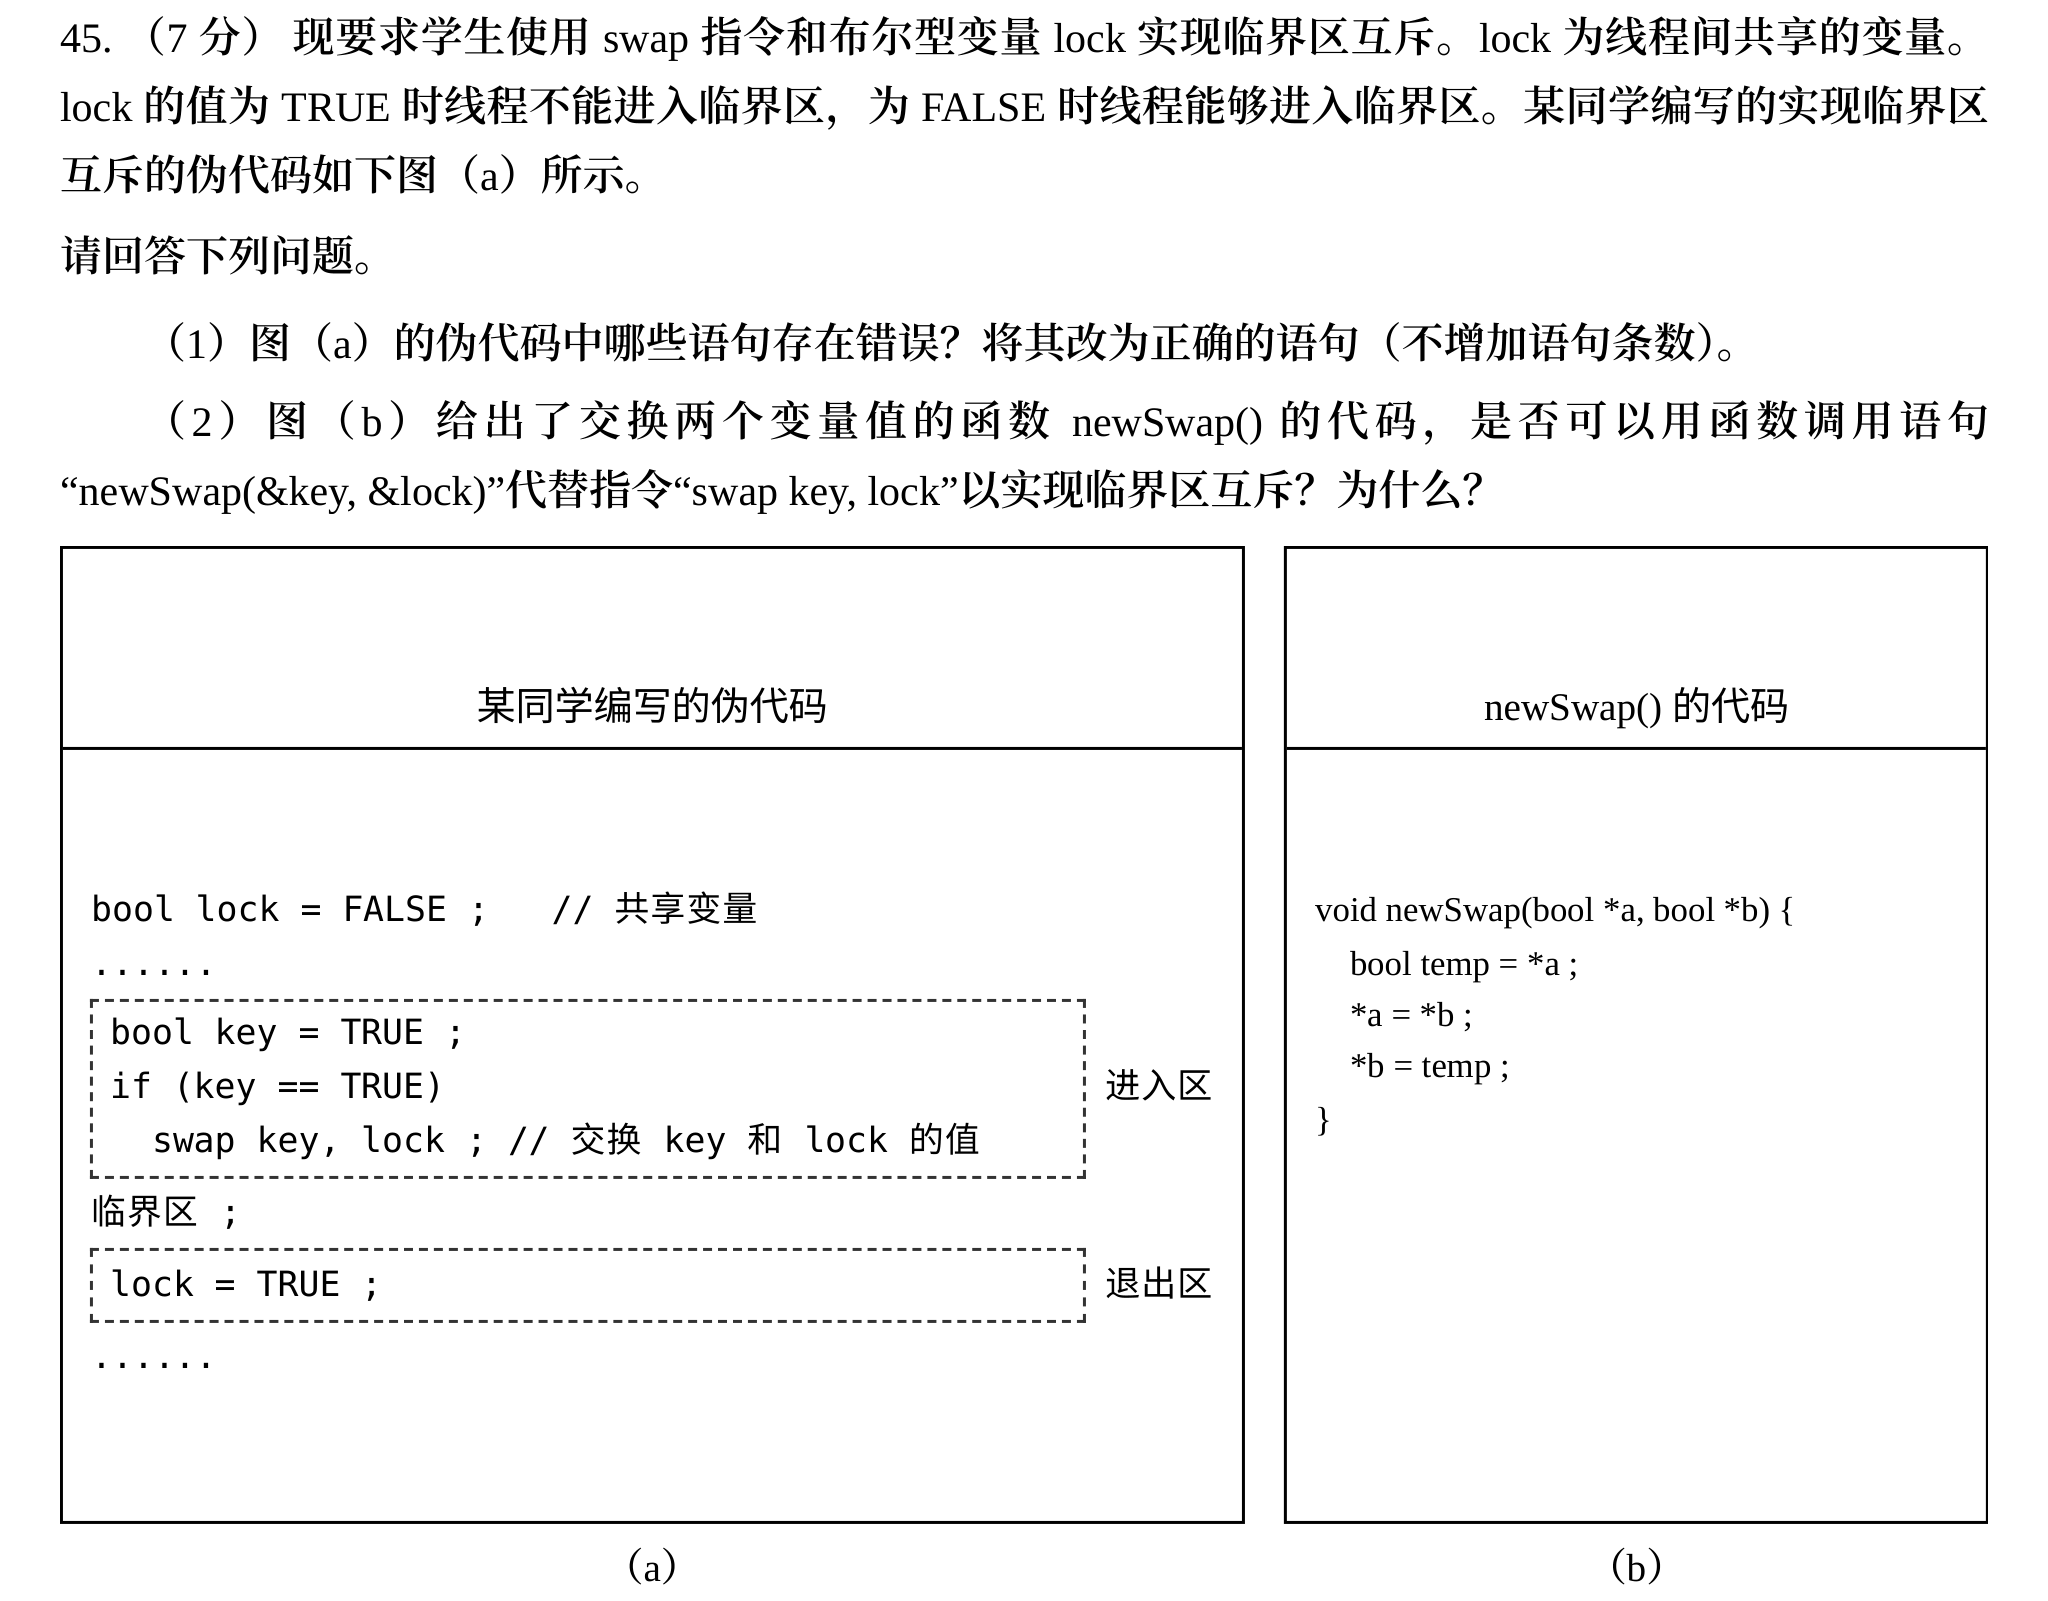 45. （7 分） 现要求学生使用 swap 指令和布尔型变量 lock 实现临界区互斥。lock 为线程间共享的变量。
lock 的值为 TRUE 时线程不能进入临界区，为 FALSE 时线程能够进入临界区。某同学编写的实现临界区
互斥的伪代码如下图（a）所示。
请回答下列问题。
（1）图（a）的伪代码中哪些语句存在错误？将其改为正确的语句（不增加语句条数）。
（2）图（b）给出了交换两个变量值的函数 newSwap() 的代码，是否可以用函数调用语句
“newSwap(&key, &lock)”代替指令“swap key, lock”以实现临界区互斥？为什么？
某同学编写的伪代码
bool lock = FALSE ;   // 共享变量
......
bool key = TRUE ;
if (key == TRUE)
  swap key, lock ; // 交换 key 和 lock 的值
进入区
临界区 ;
lock = TRUE ;
退出区
......
（a）
newSwap() 的代码
void newSwap(bool *a, bool *b) {
    bool temp = *a ;
    *a = *b ;
    *b = temp ;
}
（b）